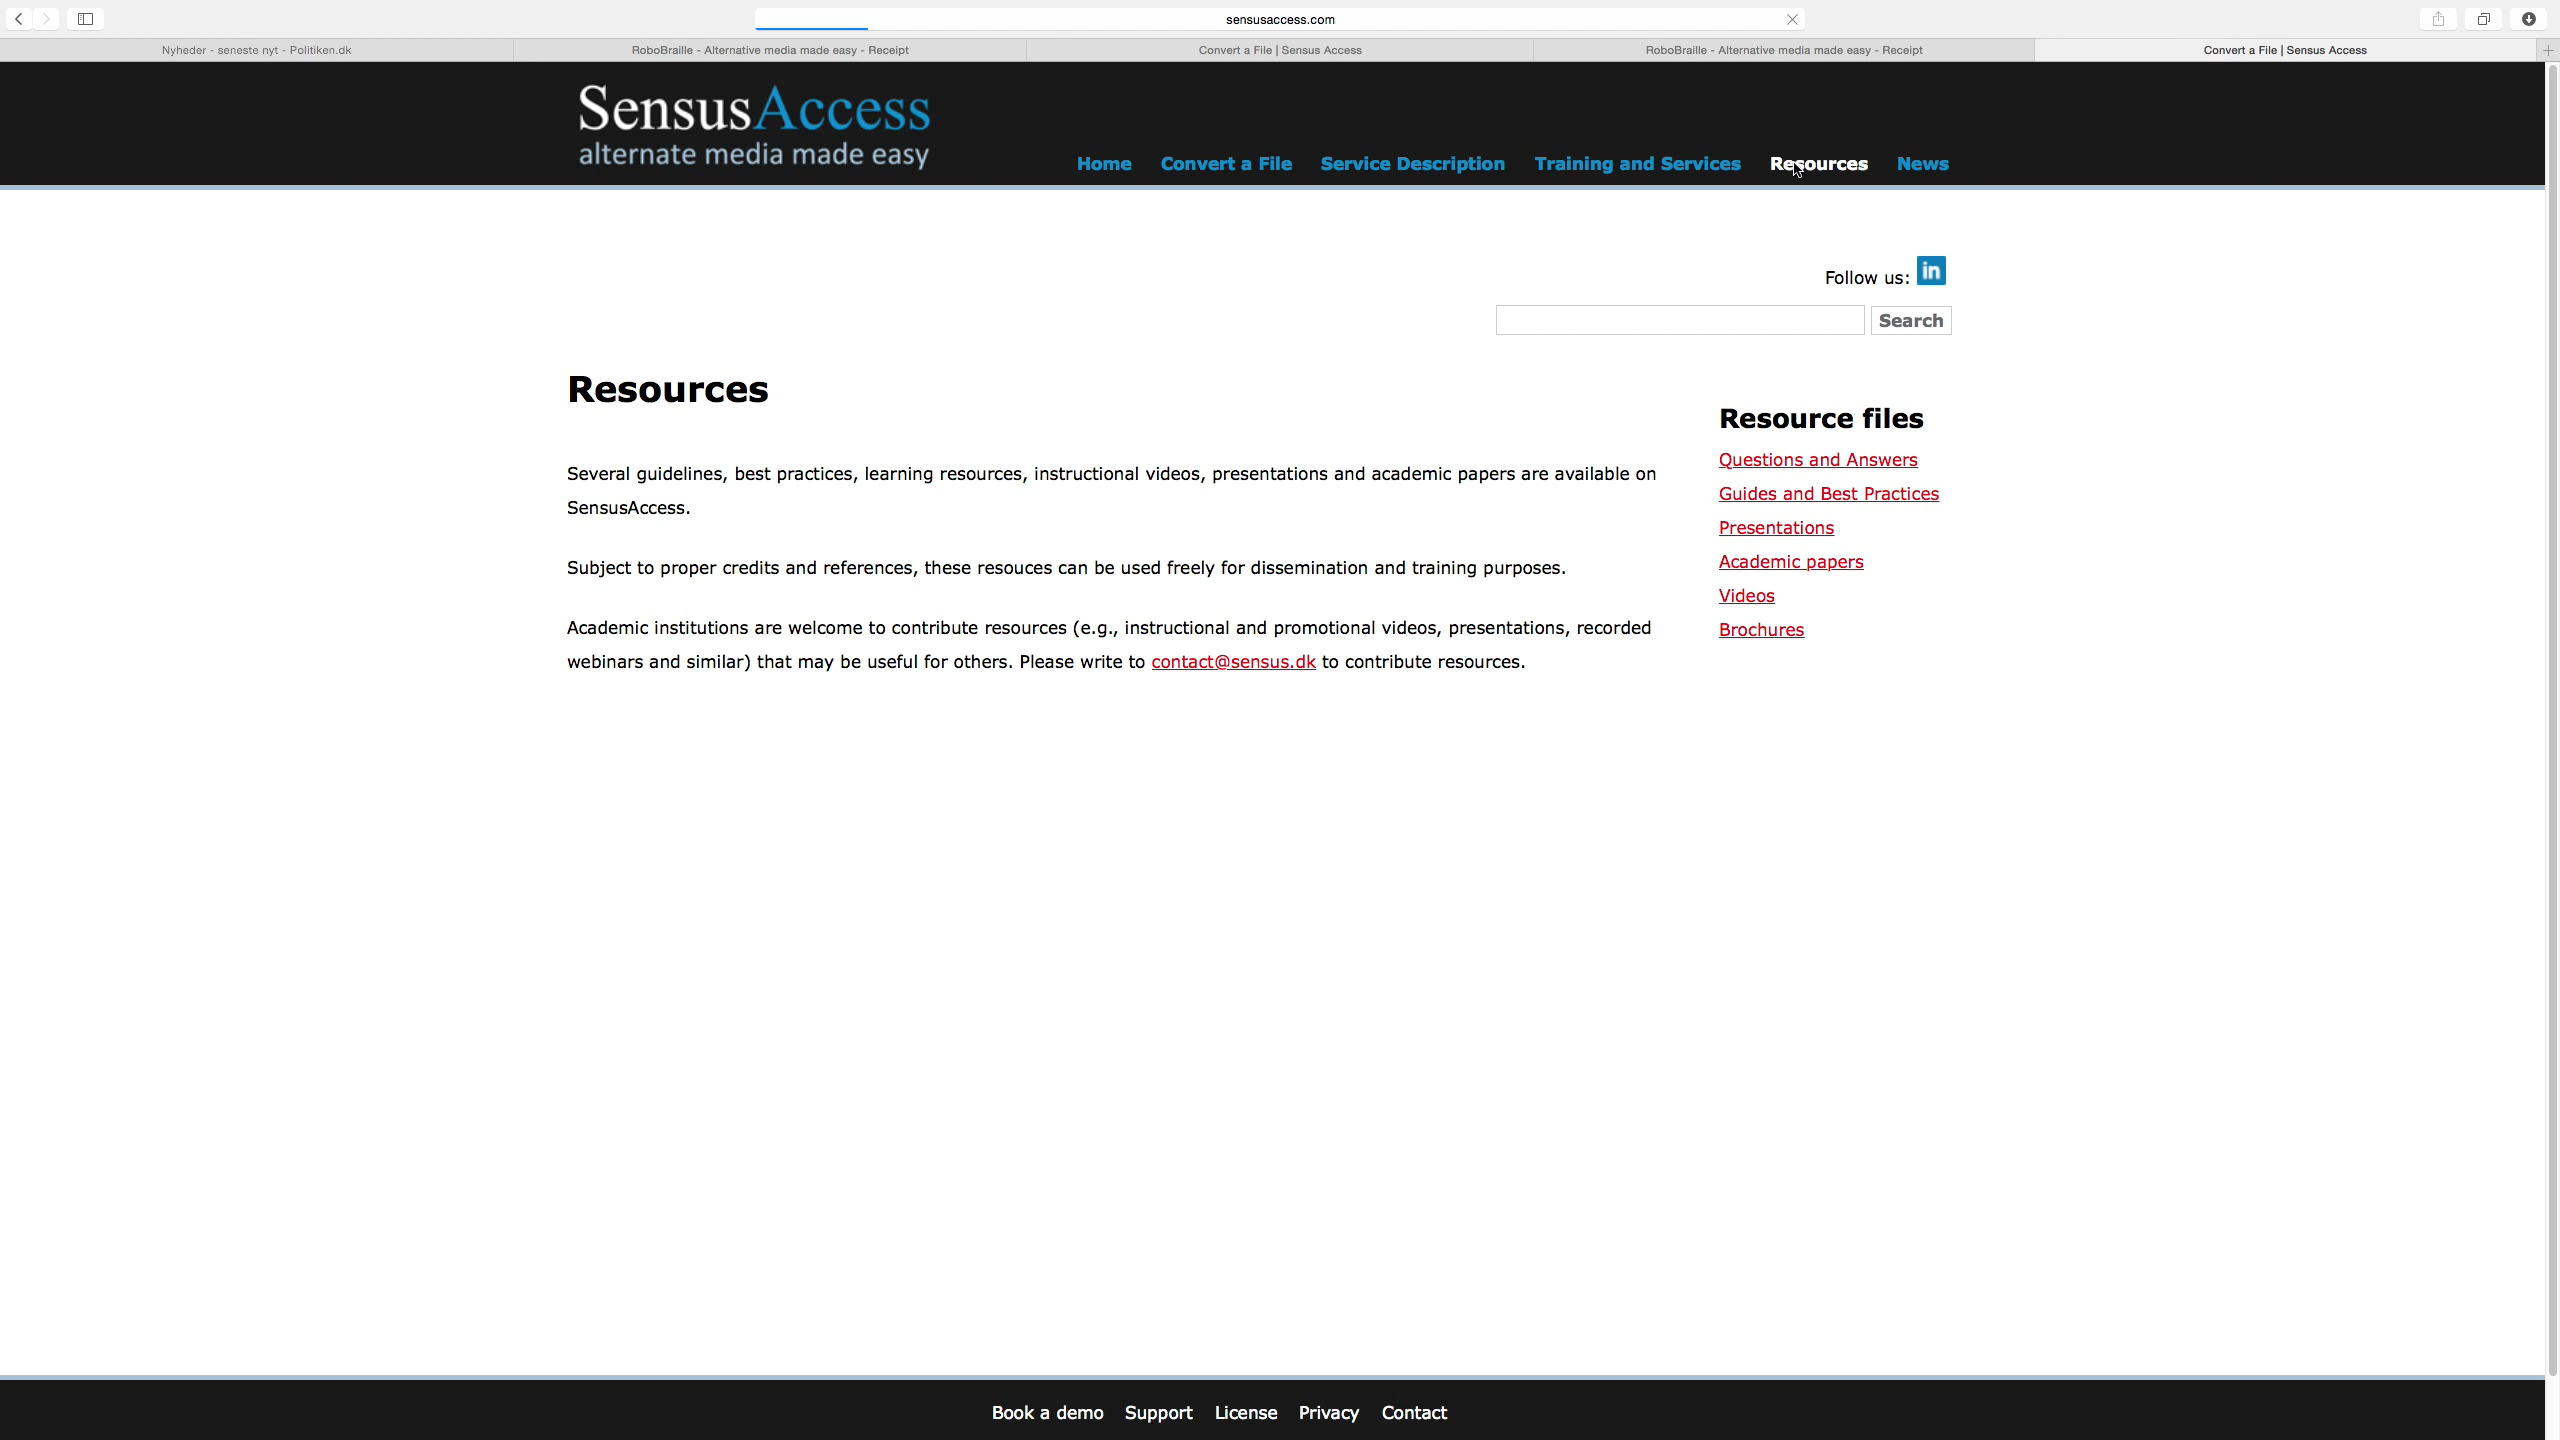 sensusaccess.com
Nyheder - seneste nyt - Politiken.dk
RoboBraille - Alternative media made easy - Receipt
Convert a File | Sensus Access
RoboBraille - Alternative media made easy - Receipt
Convert a File | Sensus Access
SensusAccess
alternate media made easy
Home Convert a File Service Description Training and Services Resources News
Follow us: in
Search
Resources
Several guidelines, best practices, learning resources, instructional videos, presentations and academic papers are available on
SensusAccess.
Subject to proper credits and references, these resouces can be used freely for dissemination and training purposes.
Academic institutions are welcome to contribute resources (e.g., instructional and promotional videos, presentations, recorded
webinars and similar) that may be useful for others. Please write to contact@sensus.dk to contribute resources.
Resource files
Questions and Answers
Guides and Best Practices
Presentations
Academic papers
Videos
Brochures
Book a demo Support License Privacy Contact